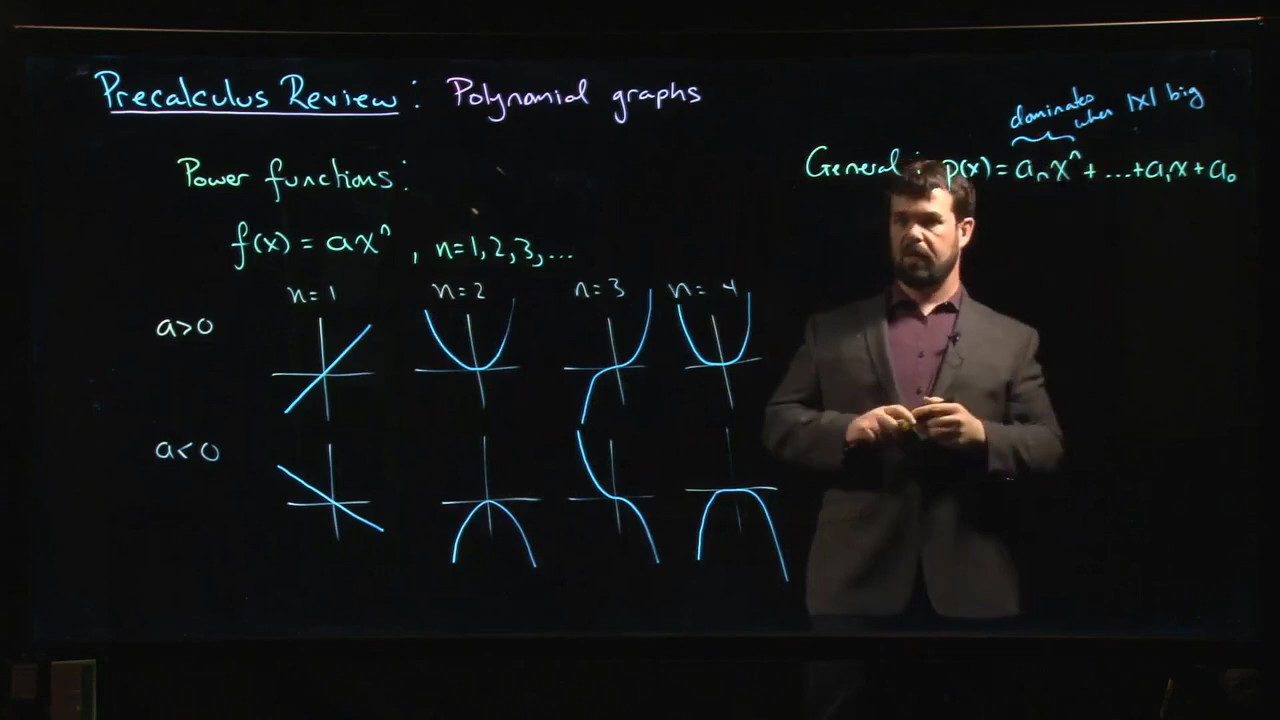 Precalculus Review: Polynomial graphs
dominates when |x| big
Power functions:
General: p(x) = aₙxⁿ + ... + a₁x + a₀
f(x) = axⁿ, n=1,2,3,...
n=1 n=2 n=3 n=4
a>0
a<0